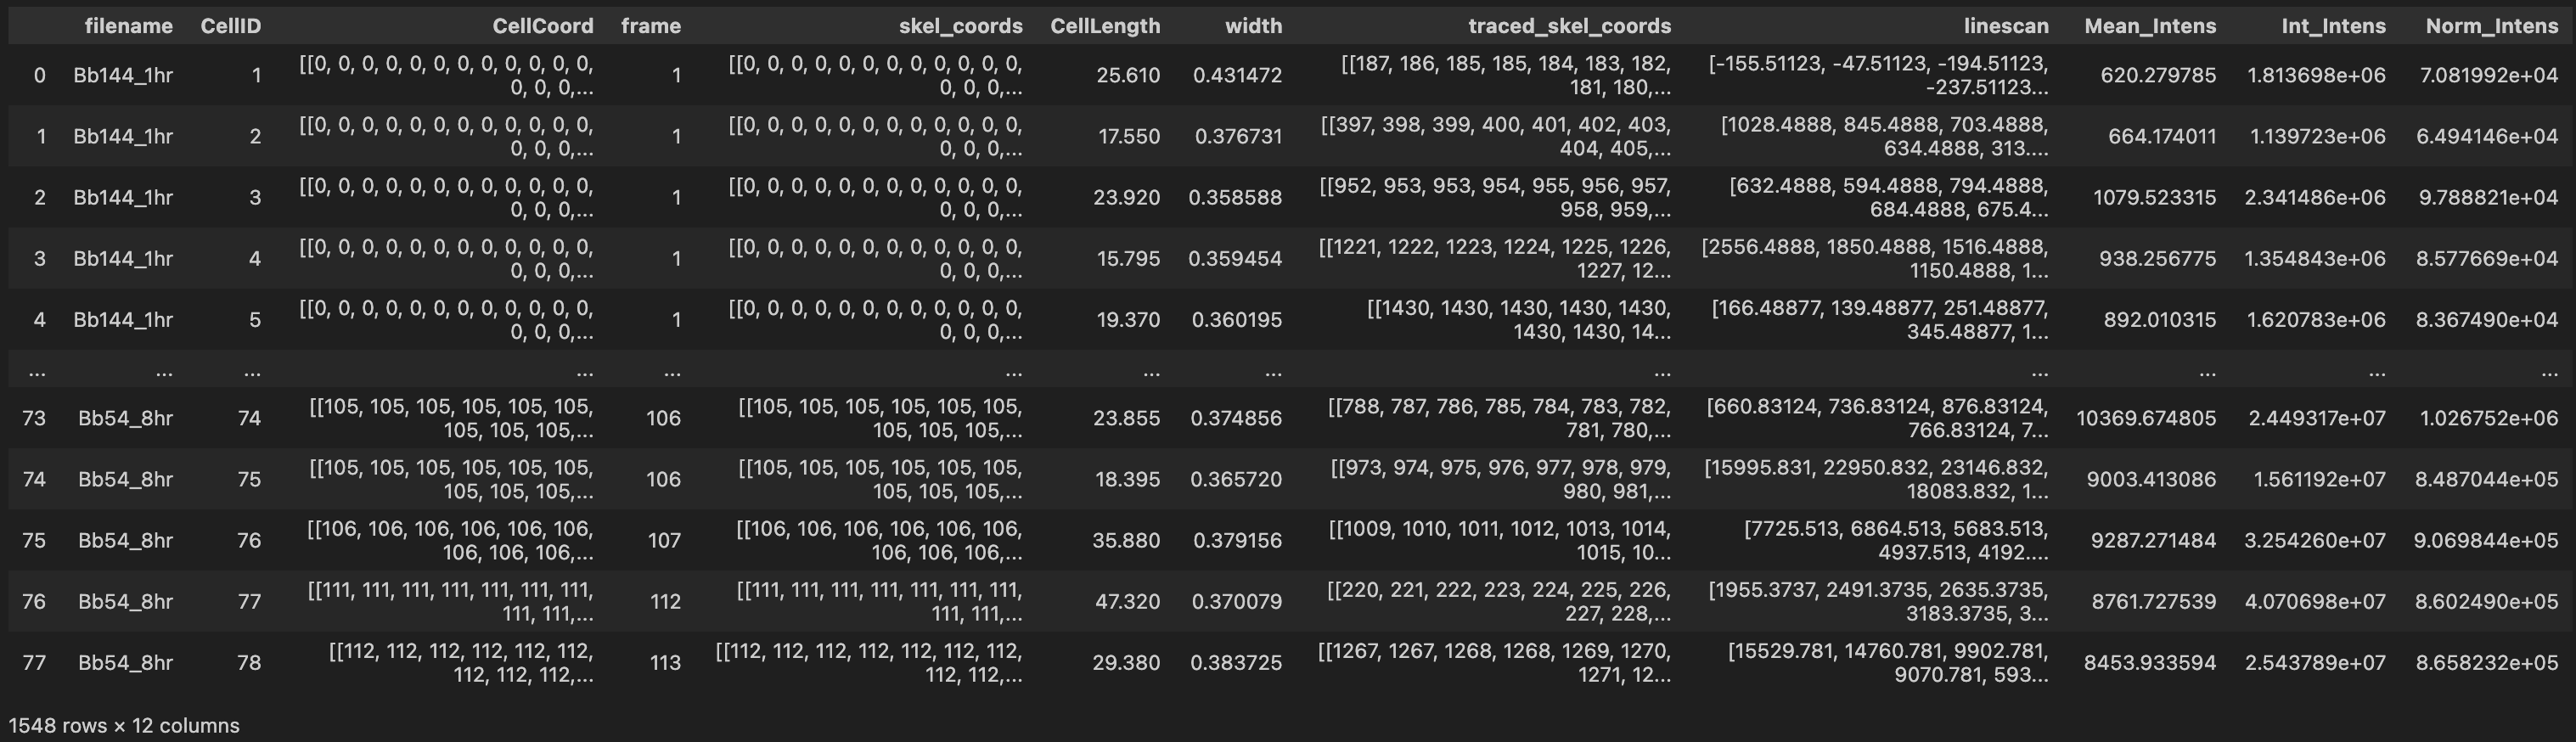 filename CellID CellCoord frame skel_coords CellLength width traced_skel_coords linescan Mean_Intens Int_Intens Norm_Intens
0 Bb144_1hr 1 [[0, 0, 0, 0, 0, 0, 0, 0, 0, 0, 0, 0, 1 [[0, 0, 0, 0, 0, 0, 0, 0, 0, 0, 0, 0, 25.610 0.431472 [[187, 186, 185, 185, 184, 183, 182, [-155.51123, -47.51123, -194.51123, 620.279785 1.813698e+06 7.081992e+04
0, 0, 0,... 0, 0, 0,... 181, 180,... -237.51123...
1 Bb144_1hr 2 [[0, 0, 0, 0, 0, 0, 0, 0, 0, 0, 0, 0, 1 [[0, 0, 0, 0, 0, 0, 0, 0, 0, 0, 0, 0, 17.550 0.376731 [[397, 398, 399, 400, 401, 402, 403, [1028.4888, 845.4888, 703.4888, 664.174011 1.139723e+06 6.494146e+04
0, 0, 0,... 0, 0, 0,... 404, 405,... 634.4888, 313....
2 Bb144_1hr 3 [[0, 0, 0, 0, 0, 0, 0, 0, 0, 0, 0, 0, 1 [[0, 0, 0, 0, 0, 0, 0, 0, 0, 0, 0, 0, 23.920 0.358588 [[952, 953, 953, 954, 955, 956, 957, [632.4888, 594.4888, 794.4888, 1079.523315 2.341486e+06 9.788821e+04
0, 0, 0,... 0, 0, 0,... 958, 959,... 684.4888, 675.4...
3 Bb144_1hr 4 [[0, 0, 0, 0, 0, 0, 0, 0, 0, 0, 0, 0, 1 [[0, 0, 0, 0, 0, 0, 0, 0, 0, 0, 0, 0, 15.795 0.359454 [[1221, 1222, 1223, 1224, 1225, 1226, [2556.4888, 1850.4888, 1516.4888, 938.256775 1.354843e+06 8.577669e+04
0, 0, 0,... 0, 0, 0,... 1227, 12... 1150.4888, 1...
4 Bb144_1hr 5 [[0, 0, 0, 0, 0, 0, 0, 0, 0, 0, 0, 0, 1 [[0, 0, 0, 0, 0, 0, 0, 0, 0, 0, 0, 0, 19.370 0.360195 [[1430, 1430, 1430, 1430, 1430, [166.48877, 139.48877, 251.48877, 892.010315 1.620783e+06 8.367490e+04
0, 0, 0,... 0, 0, 0,... 1430, 1430, 14... 345.48877, 1...
... ... ... ... ... ... ... ... ... ... ... ... ...
73 Bb54_8hr 74 [[105, 105, 105, 105, 105, 105, 106 [[105, 105, 105, 105, 105, 105, 23.855 0.374856 [[788, 787, 786, 785, 784, 783, 782, [660.83124, 736.83124, 876.83124, 10369.674805 2.449317e+07 1.026752e+06
105, 105, 105,... 105, 105, 105,... 781, 780,... 766.83124, 7...
74 Bb54_8hr 75 [[105, 105, 105, 105, 105, 105, 106 [[105, 105, 105, 105, 105, 105, 18.395 0.365720 [[973, 974, 975, 976, 977, 978, 979, [15995.831, 22950.832, 23146.832, 9003.413086 1.561192e+07 8.487044e+05
105, 105, 105,... 105, 105, 105,... 980, 981,... 18083.832, 1...
75 Bb54_8hr 76 [[106, 106, 106, 106, 106, 106, 107 [[106, 106, 106, 106, 106, 106, 35.880 0.379156 [[1009, 1010, 1011, 1012, 1013, 1014, [7725.513, 6864.513, 5683.513, 9287.271484 3.254260e+07 9.069844e+05
106, 106, 106,... 106, 106, 106,... 1015, 10... 4937.513, 4192....
76 Bb54_8hr 77 [[111, 111, 111, 111, 111, 111, 111, 112 [[111, 111, 111, 111, 111, 111, 111, 47.320 0.370079 [[220, 221, 222, 223, 224, 225, 226, [1955.3737, 2491.3735, 2635.3735, 8761.727539 4.070698e+07 8.602490e+05
111, 111,... 111, 111,... 227, 228,... 3183.3735, 3...
77 Bb54_8hr 78 [[112, 112, 112, 112, 112, 112, 113 [[112, 112, 112, 112, 112, 112, 112, 29.380 0.383725 [[1267, 1267, 1268, 1268, 1269, 1270, [15529.781, 14760.781, 9902.781, 8453.933594 2.543789e+07 8.658232e+05
112, 112, 112,... 112, 112,... 1271, 12... 9070.781, 593...
1548 rows × 12 columns